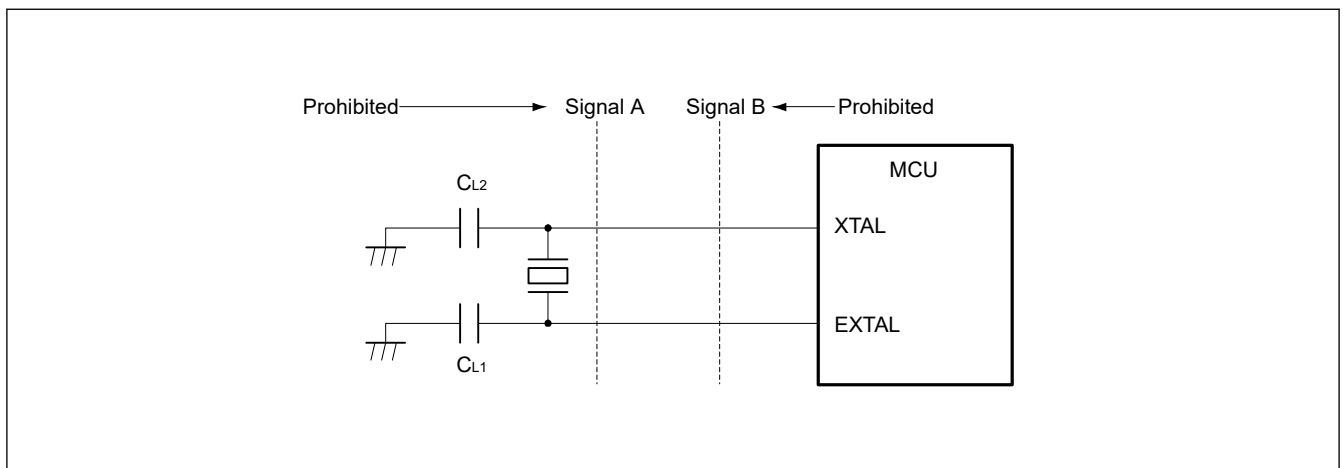 Prohibited Signal A Signal B Prohibited
MCU
CL2
XTAL
EXTAL
CL1